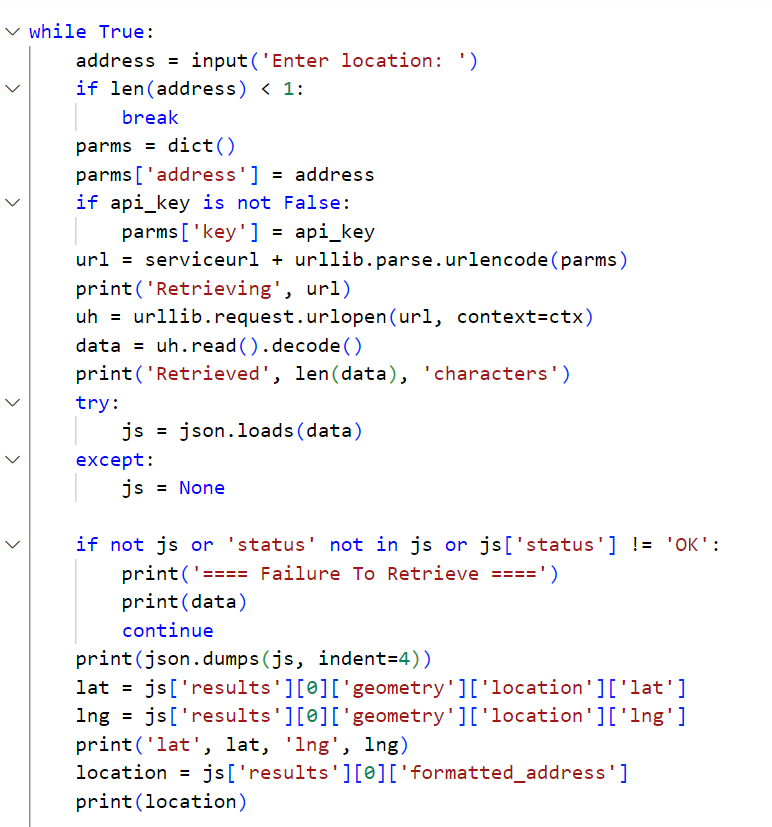 while True:
    address = input('Enter location: ')
    if len(address) < 1:
        break
    parms = dict()
    parms['address'] = address
    if api_key is not False:
        parms['key'] = api_key
    url = serviceurl + urllib.parse.urlencode(parms)
    print('Retrieving', url)
    uh = urllib.request.urlopen(url, context=ctx)
    data = uh.read().decode()
    print('Retrieved', len(data), 'characters')
    try:
        js = json.loads(data)
    except:
        js = None

    if not js or 'status' not in js or js['status'] != 'OK':
        print('==== Failure To Retrieve ====')
        print(data)
        continue
    print(json.dumps(js, indent=4))
    lat = js['results'][0]['geometry']['location']['lat']
    lng = js['results'][0]['geometry']['location']['lng']
    print('lat', lat, 'lng', lng)
    location = js['results'][0]['formatted_address']
    print(location)